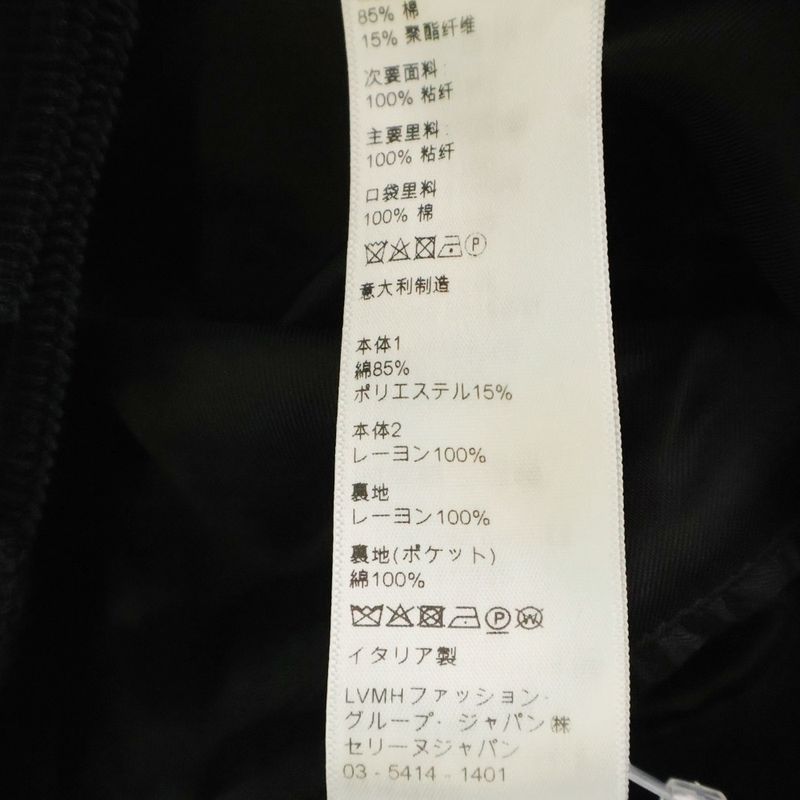 85% 棉
15% 聚酯纤维
次要面料:
100% 粘纤
主要里料:
100% 粘纤
口袋里料
100% 棉
P
意大利制造
本体1
綿85%
ポリエステル15%
本体2
レーヨン100%
裏地
レーヨン100%
裏地(ポケット)
綿100%
P W
イタリア製
LVMHファッション·
グループ·ジャパン㈱
セリーヌジャパン
03 - 5414 - 1401